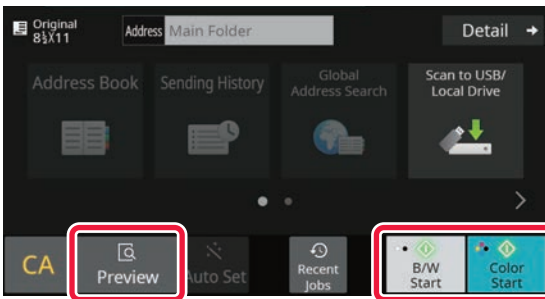 Original
8½X11
Address Main Folder
Detail
Address Book
Sending History
Global
Address Search
Scan to USB/
Local Drive
CA
Preview
Auto Set
Recent
Jobs
B/W
Start
Color
Start